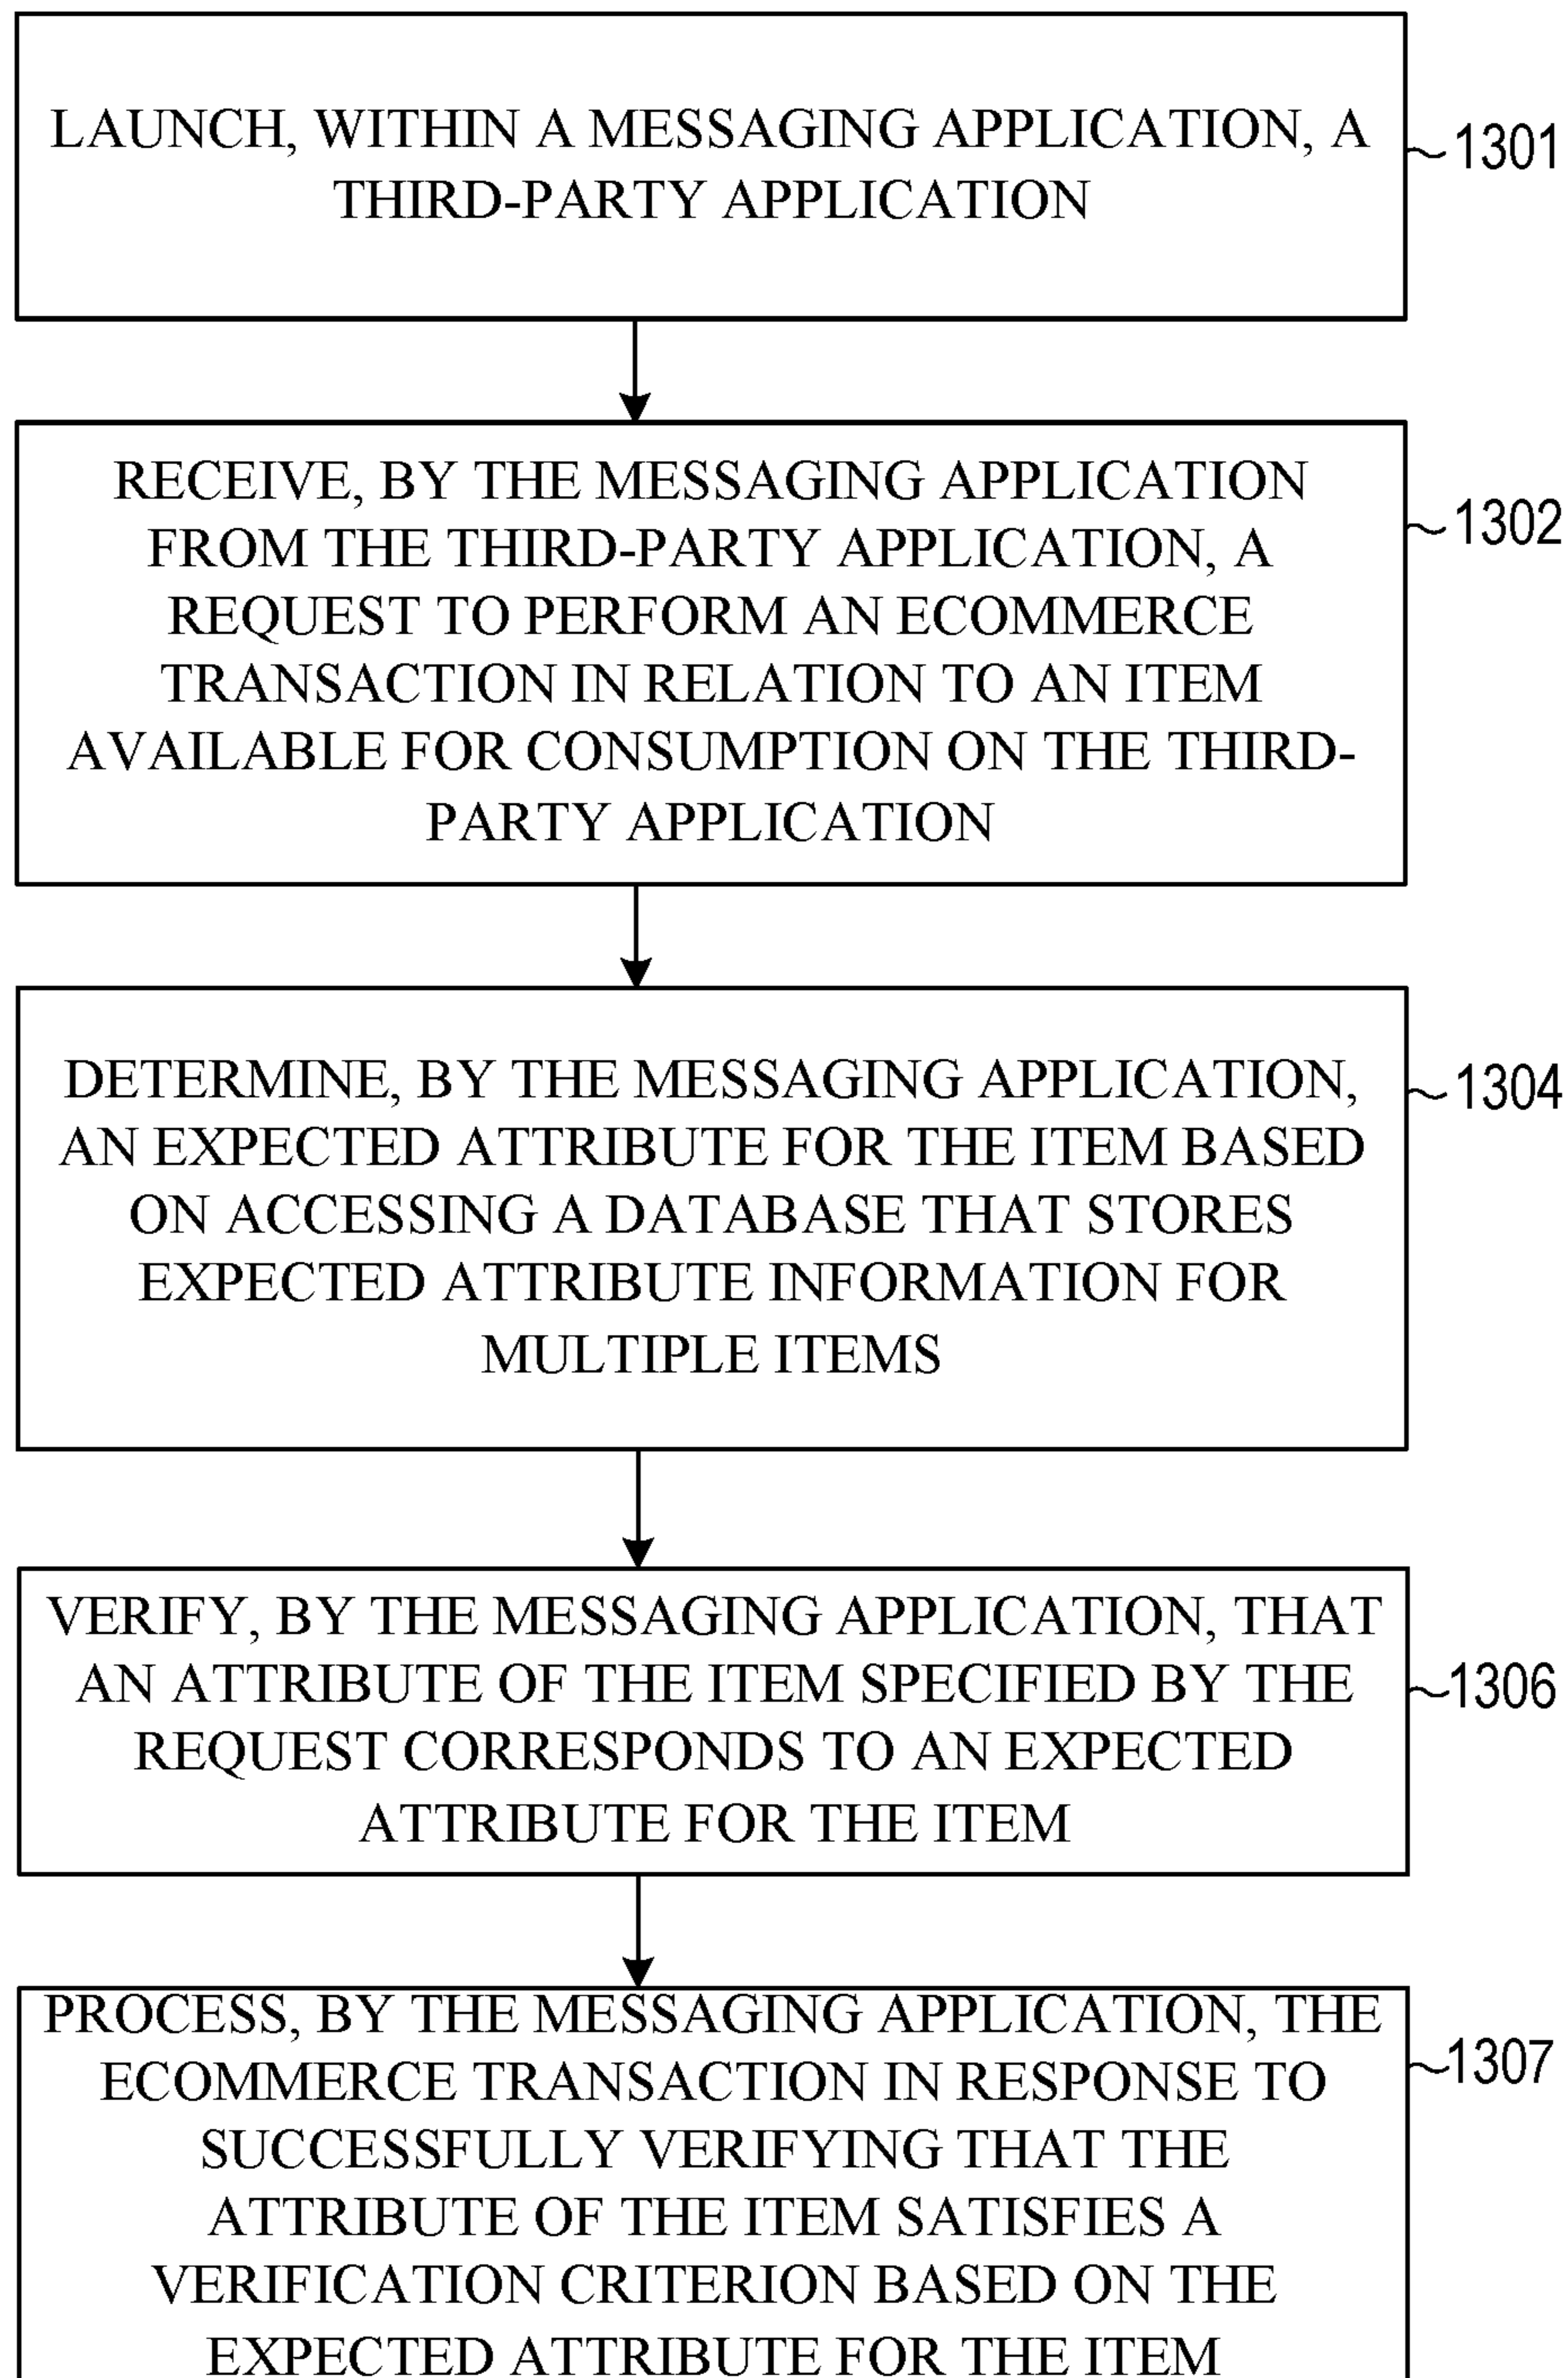 LAUNCH, WITHIN A MESSAGING APPLICATION, A
THIRD-PARTY APPLICATION
1301
RECEIVE, BY THE MESSAGING APPLICATION
FROM THE THIRD-PARTY APPLICATION, A
REQUEST TO PERFORM AN ECOMMERCE
TRANSACTION IN RELATION TO AN ITEM
AVAILABLE FOR CONSUMPTION ON THE THIRD-
PARTY APPLICATION
1302
DETERMINE, BY THE MESSAGING APPLICATION,
AN EXPECTED ATTRIBUTE FOR THE ITEM BASED
ON ACCESSING A DATABASE THAT STORES
EXPECTED ATTRIBUTE INFORMATION FOR
MULTIPLE ITEMS
1304
VERIFY, BY THE MESSAGING APPLICATION, THAT
AN ATTRIBUTE OF THE ITEM SPECIFIED BY THE
REQUEST CORRESPONDS TO AN EXPECTED
ATTRIBUTE FOR THE ITEM
1306
PROCESS, BY THE MESSAGING APPLICATION, THE
ECOMMERCE TRANSACTION IN RESPONSE TO
SUCCESSFULLY VERIFYING THAT THE
ATTRIBUTE OF THE ITEM SATISFIES A
VERIFICATION CRITERION BASED ON THE
EXPECTED ATTRIBUTE FOR THE ITEM
1307